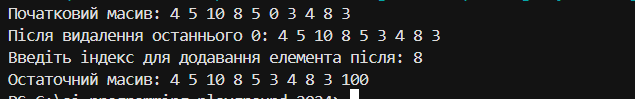 Початковий масив: 4 5 10 8 5 0 3 4 8 3
Після видалення останнього 0: 4 5 10 8 5 3 4 8 3
Введіть індекс для додавання елемента після: 8
Остаточний масив: 4 5 10 8 5 3 4 8 3 100